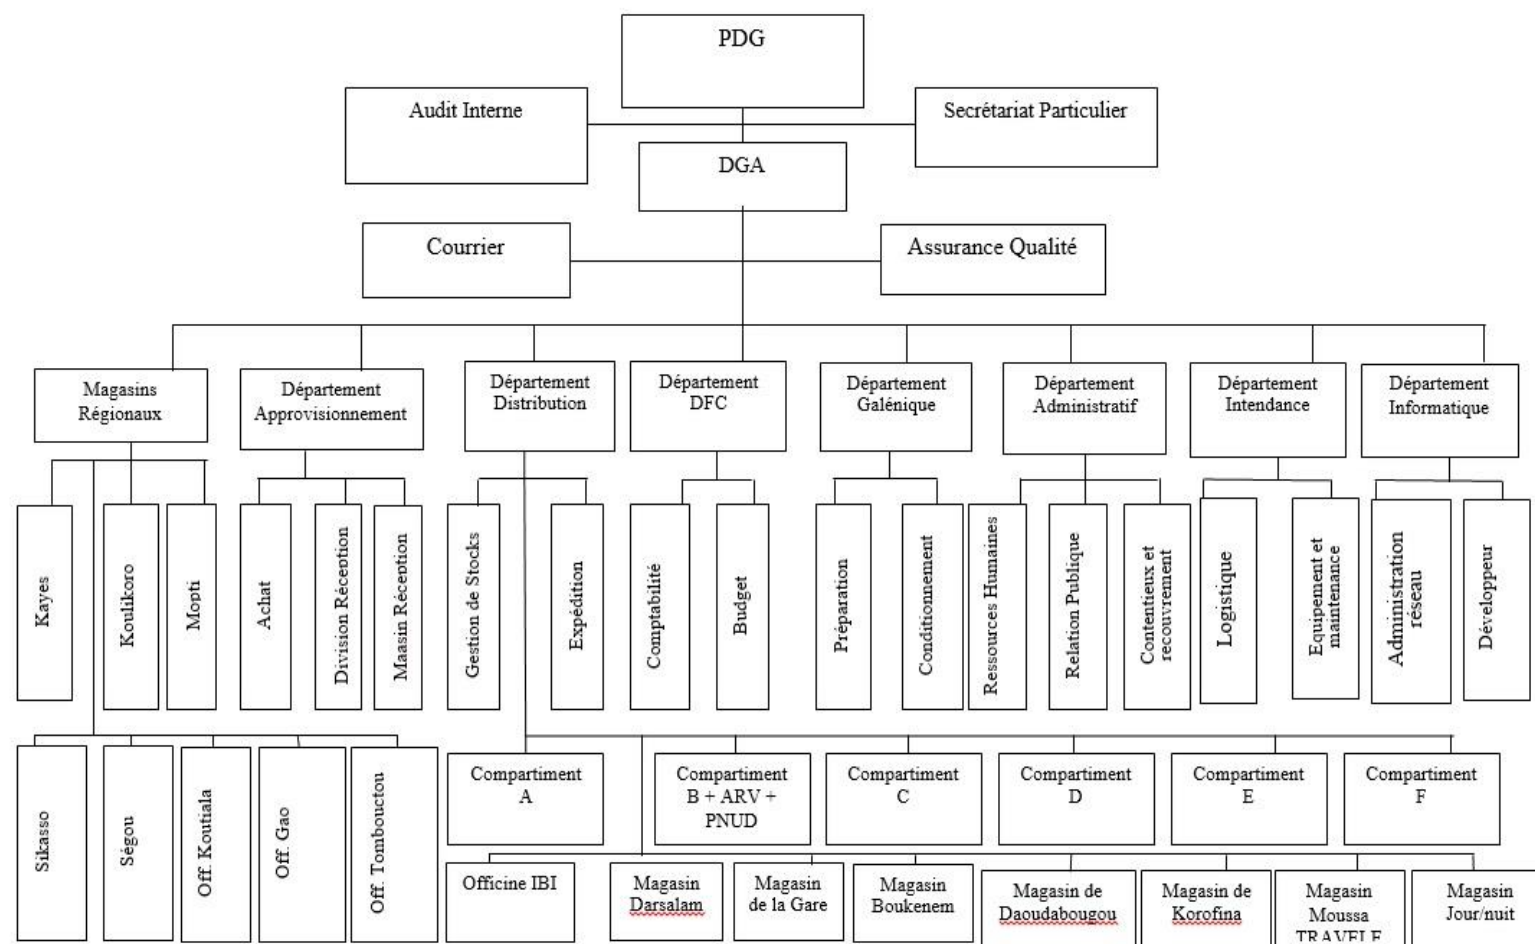 PDG
Audit Interne
Secrétariat Particulier
DGA
Courrier
Assurance Qualité
Magasins
Régionaux
Département
Approvisionnement
Département
Distribution
Département
DFC
Département
Galénique
Département
Administratif
Département
Intendance
Département
Informatique
Kayes
Koulikoro
Mopti
Achat
Division Réception
Maasin Réception
Gestion de Stocks
Expédition
Comptabilité
Budget
Préparation
Conditionnement
Ressources Humaines
Relation Publique
Contentieux et
recouvrement
Logistique
Equipement et
maintenance
Administration
réseau
Développeur
Sikasso
Ségou
Off. Koutiala
Off. Gao
Off. Tombouctou
Compartiment
A
Compartiment
B + ARV +
PNUD
Compartiment
C
Compartiment
D
Compartiment
E
Compartiment
F
Officine IBI
Magasin
Darsalam
Magasin
de la Gare
Magasin
Boukenem
Magasin de
Daoudabougou
Magasin de
Korofina
Magasin
Moussa
TRAVELE
Magasin
Jour/nuit